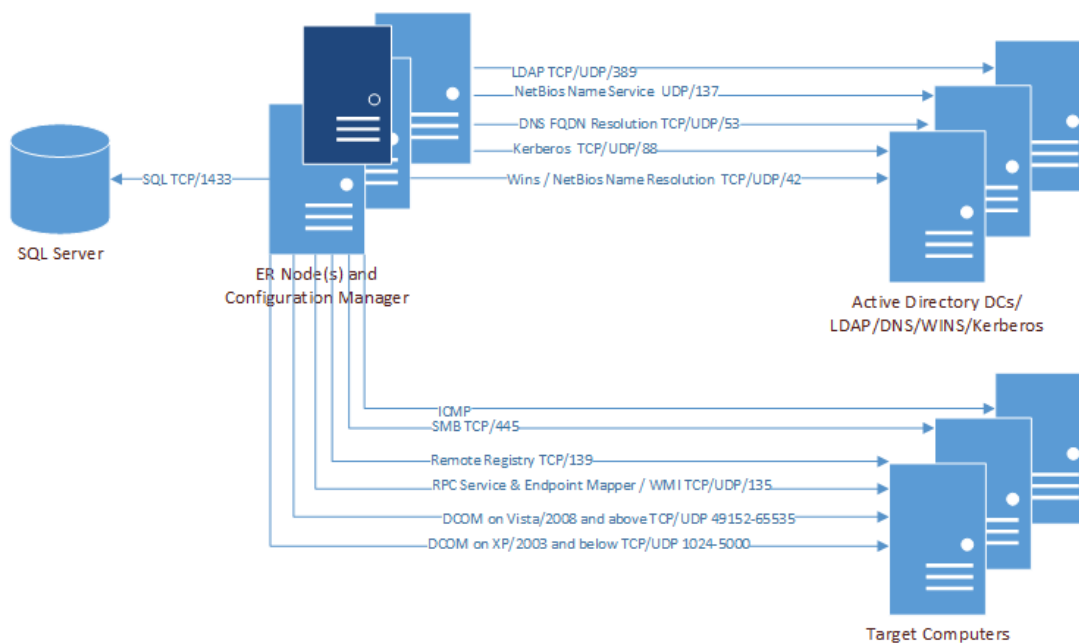 LDAP TCP/UDP/389
NetBios Name Service UDP/137
DNS FQDN Resolution TCP/UDP/53
Kerberos TCP/UDP/88
Wins / NetBios Name Resolution TCP/UDP/42
SQL TCP/1433
SQL Server
ER Node(s) and
Configuration Manager
Active Directory DCs/
LDAP/DNS/WINS/Kerberos
ICMP
SMB TCP/445
Remote Registry TCP/139
RPC Service & Endpoint Mapper / WMI TCP/UDP/135
DCOM on Vista/2008 and above TCP/UDP 49152-65535
DCOM on XP/2003 and below TCP/UDP 1024-5000
Target Computers